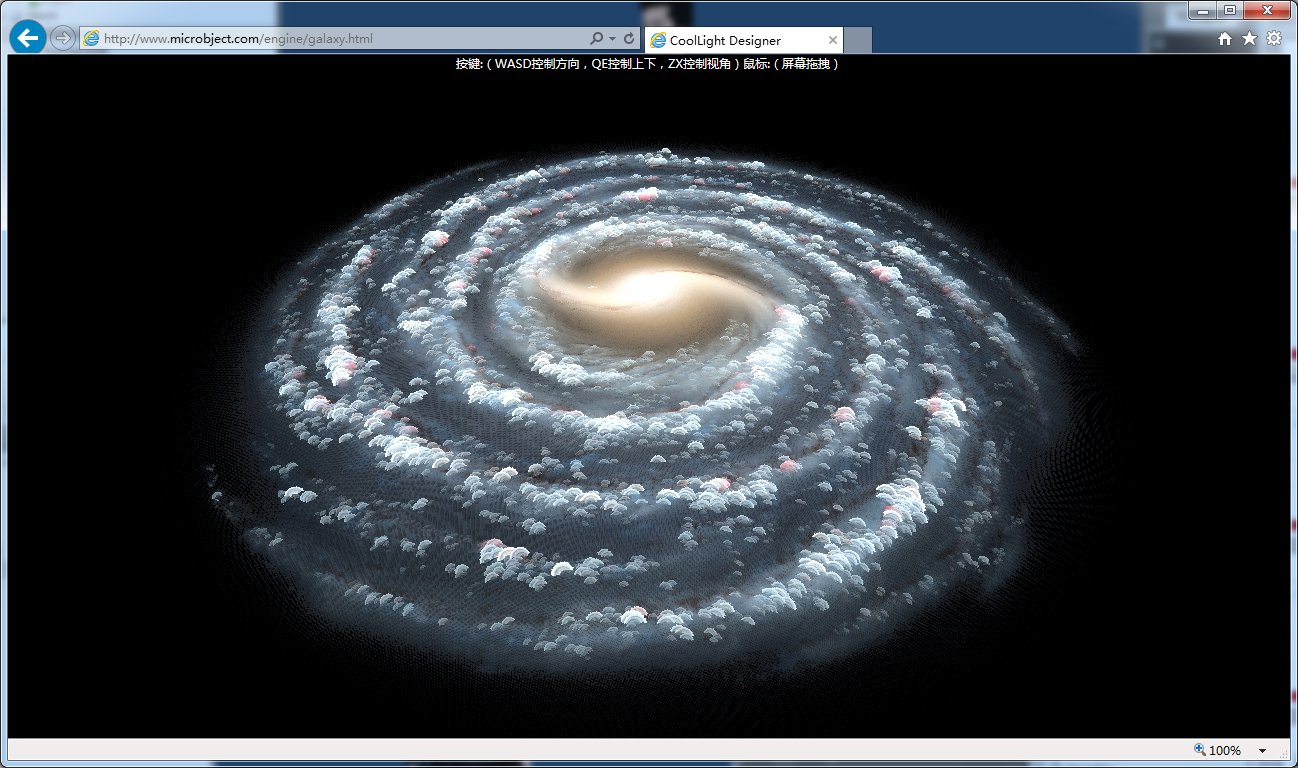 http://www.microbject.com/engine/galaxy.html
CoolLight Designer
按键:（WASD控制方向，QE控制上下，ZX控制视角）鼠标:（屏幕拖拽）
100%